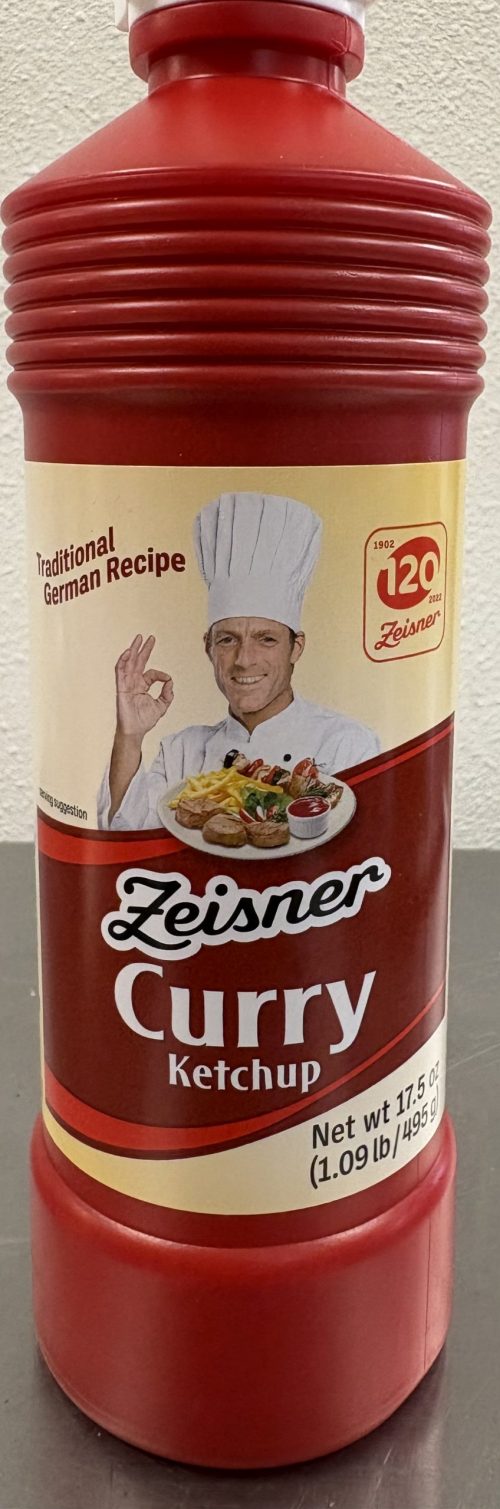 Traditional
German Recipe
1902
120
2022
Zeisner
serving suggestion
Zeisner
Curry
Ketchup
Net wt 17.5 oz
(1.09 lb/495 g)